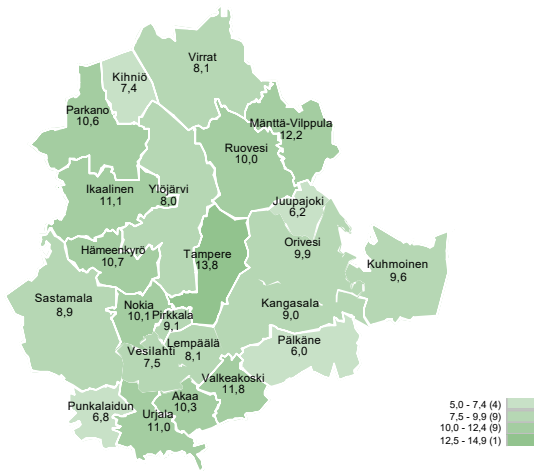 Virrat
8,1
Kihniö
7,4
Parkano
10,6
Mänttä-Vilppula
12,2
Ruovesi
10,0
Ikaalinen
11,1
Ylöjärvi
8,0
Juupajoki
6,2
Hämeenkyrö
10,7
Tampere
13,8
Orivesi
9,9
Kuhmoinen
9,6
Sastamala
8,9
Nokia
10,1
Pirkkala
9,1
Kangasala
9,0
Vesilahti
7,5
Lempäälä
8,1
Pälkäne
6,0
Valkeakoski
11,8
Punkalaidun
6,8
Akaa
10,3
Urjala
11,0
5,0 - 7,4 (4)
7,5 - 9,9 (9)
10,0 - 12,4 (9)
12,5 - 14,9 (1)